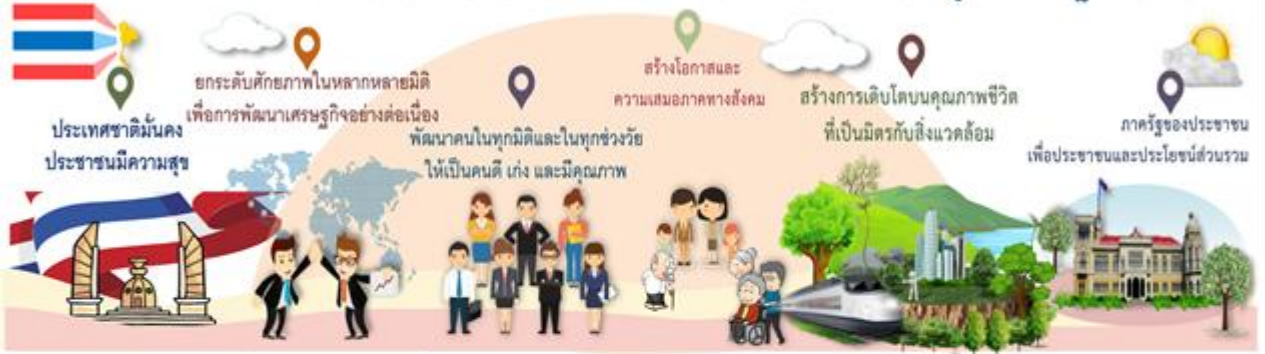 ประเทศชาติมั่นคง
ประชาชนมีความสุข
ยกระดับศักยภาพในหลากหลายมิติ
เพื่อการพัฒนาเศรษฐกิจอย่างต่อเนื่อง
พัฒนาคนในทุกมิติและในทุกช่วงวัย
ให้เป็นคนดี เก่ง และมีคุณภาพ
สร้างโอกาสและ
ความเสมอภาคทางสังคม
สร้างการเติบโตบนคุณภาพชีวิต
ที่เป็นมิตรกับสิ่งแวดล้อม
ภาครัฐของประชาชน
เพื่อประชาชนและประโยชน์ส่วนรวม